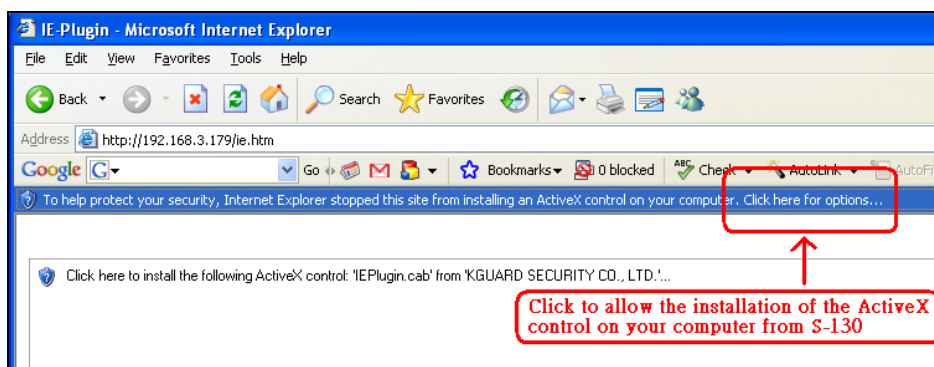 IE-Plugin - Microsoft Internet Explorer
File Edit View Favorites Tools Help
Back Search Favorites
Address http://192.168.3.179/ie.htm
Google G Go Bookmarks 0 blocked ABC Check AutoLink AutoFi
To help protect your security, Internet Explorer stopped this site from installing an ActiveX control on your computer. Click here for options...
Click here to install the following ActiveX control: 'IEPlugin.cab' from 'KGUARD SECURITY CO., LTD.'...
Click to allow the installation of the ActiveX
control on your computer from S-130